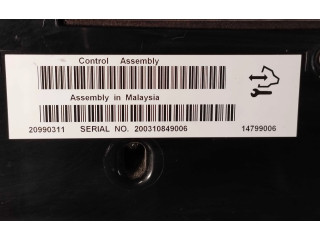 Control Assembly
Assembly in Malaysia
20990311 SERIAL NO. 200310849006 14799006